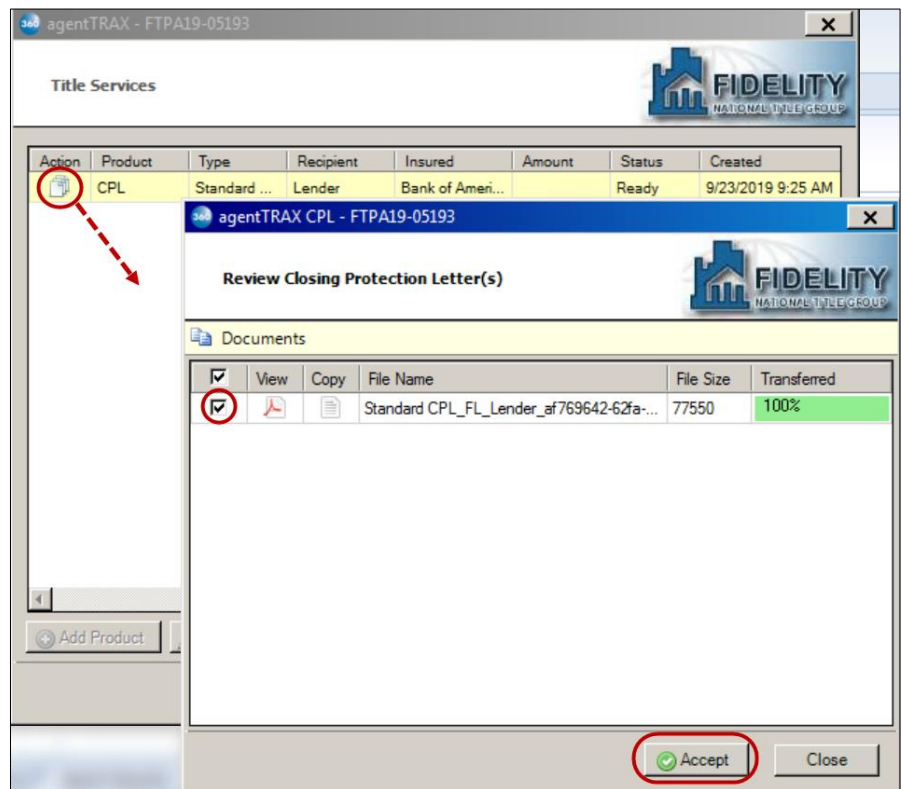 360 agentTRAX - FTPA19-05193
Title Services
FIDELITY
NATIONAL TITLE GROUP
Action Product Type Recipient Insured Amount Status Created
CPL Standard ... Lender Bank of Ameri... Ready 9/23/2019 9:25 AM
360 agentTRAX CPL - FTPA19-05193
Review Closing Protection Letter(s)
FIDELITY
NATIONAL TITLE GROUP
Documents
View Copy File Name File Size Transferred
Standard CPL_FL_Lender_af769642-62fa-... 77550 100%
Add Product
Accept Close